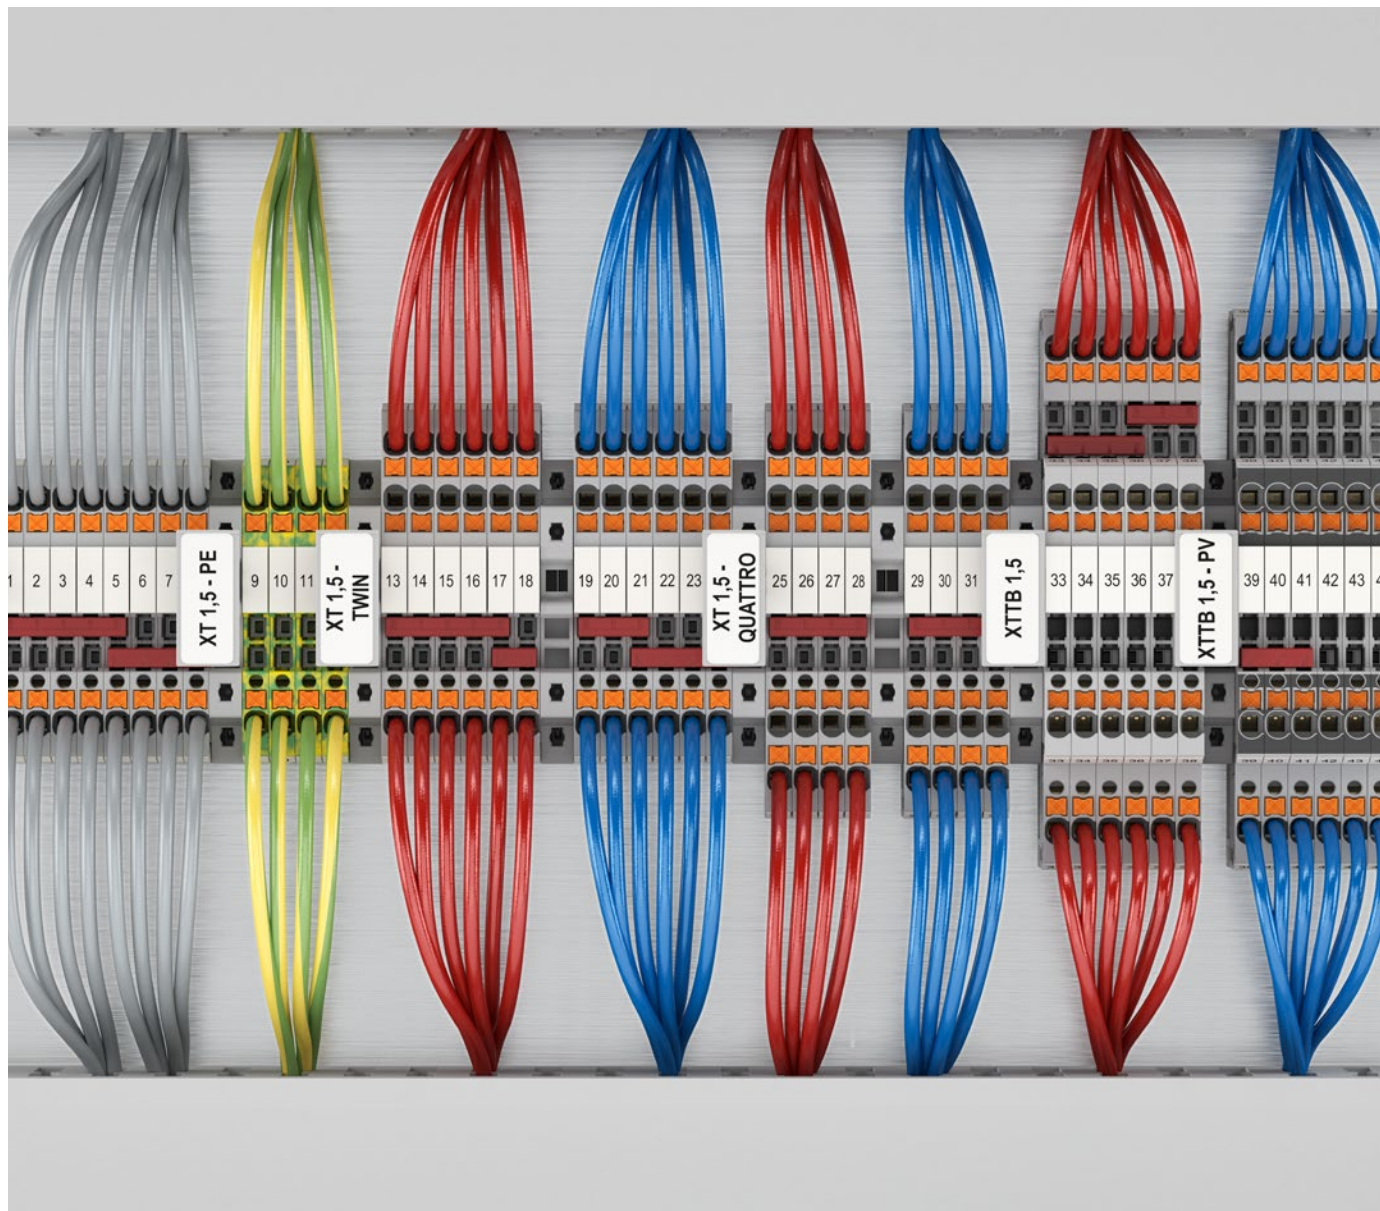 1 2 3 4 5 6 7
XT 1,5 - PE
9 10 11
XT 1,5 -
TWIN
13 14 15 16 17 18
19 20 21 22 23
XT 1,5 -
QUATTRO
25 26 27 28
29 30 31
XTTB 1,5
33 34 35 36 37
XTTB 1,5 - PV
39 40 41 42 43